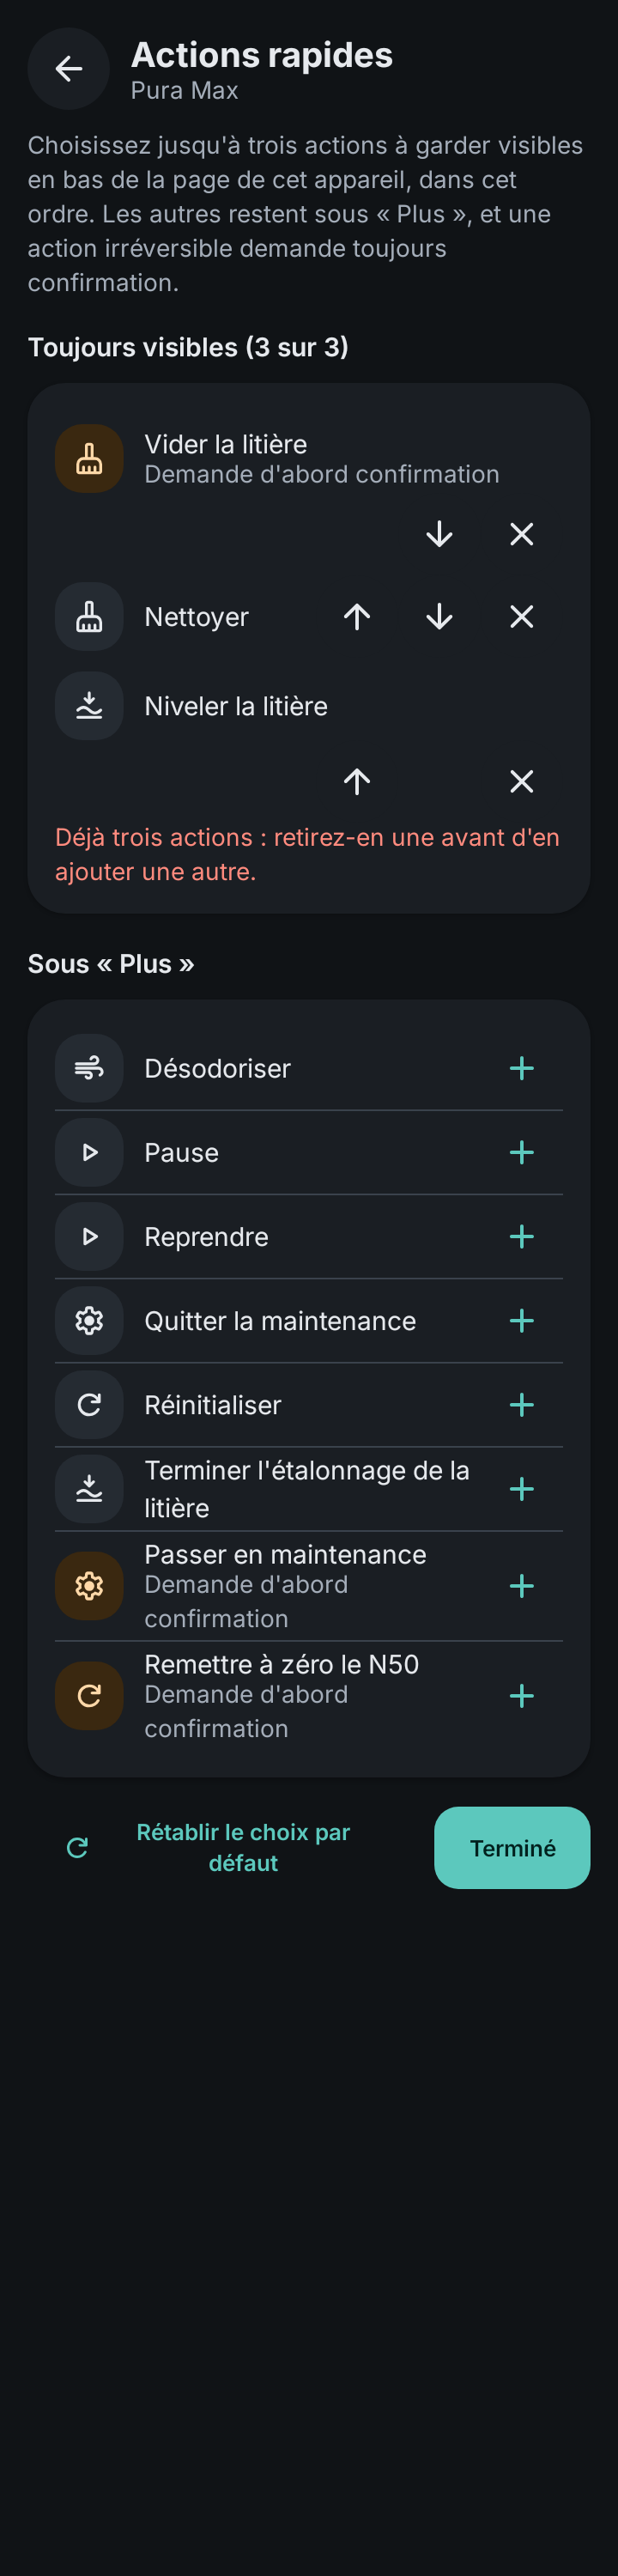 Actions rapides
Pura Max
Choisissez jusqu'à trois actions à garder visibles
en bas de la page de cet appareil, dans cet
ordre. Les autres restent sous « Plus », et une
action irréversible demande toujours
confirmation.
Toujours visibles (3 sur 3)
Vider la litière
Demande d'abord confirmation
Nettoyer
Niveler la litière
Déjà trois actions : retirez-en une avant d'en
ajouter une autre.
Sous « Plus »
Désodoriser
Pause
Reprendre
Quitter la maintenance
Réinitialiser
Terminer l'étalonnage de la
litière
Passer en maintenance
Demande d'abord
confirmation
Remettre à zéro le N50
Demande d'abord
confirmation
Rétablir le choix par
défaut
Terminé